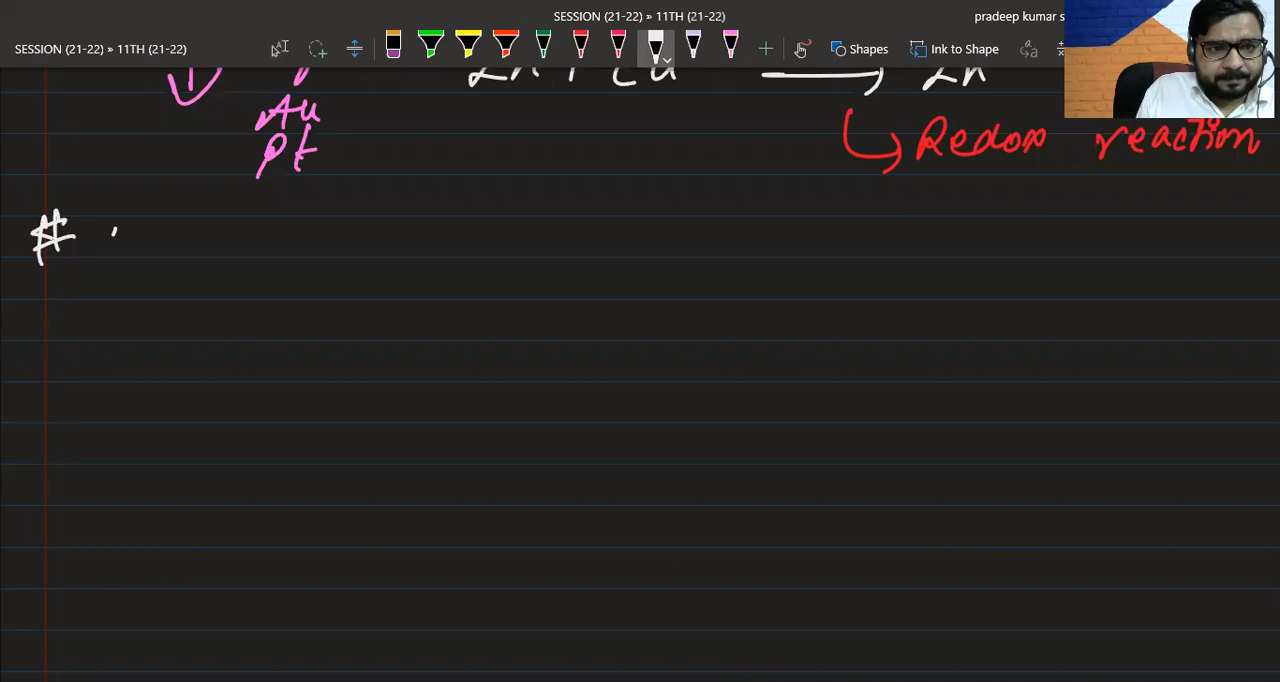 SESSION (21-22) » 11TH (21-22)
pradeep kumar s
SESSION (21-22) » 11TH (21-22)
Shapes
Ink to Shape
Au
Pt
Redox reaction
#